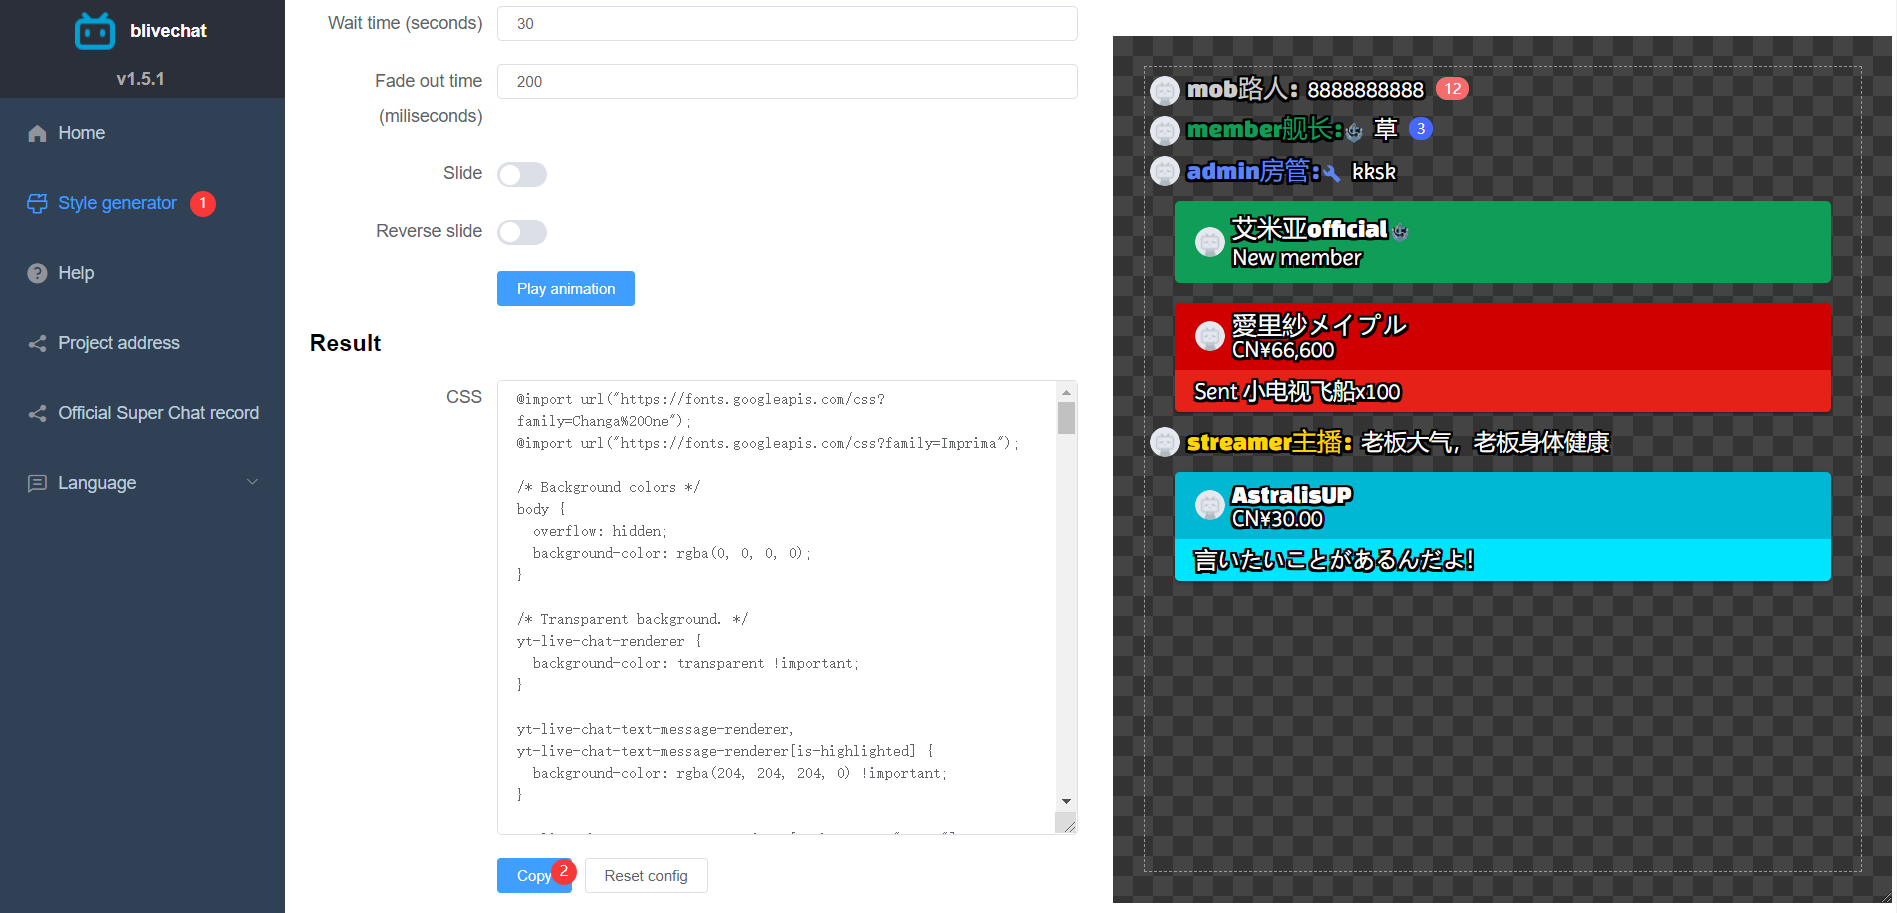 blivechat
v1.5.1
Home
Style generator 1
Help
Project address
Official Super Chat record
Language
Wait time (seconds) 30
Fade out time 200
(miliseconds)
Slide
Reverse slide
Play animation
Result
CSS
@import url("https://fonts.googleapis.com/css?
family=Changa%20One");
@import url("https://fonts.googleapis.com/css?family=Imprima");
/* Background colors */
body {
overflow: hidden;
background-color: rgba(0, 0, 0, 0);
}
/* Transparent background. */
yt-live-chat-renderer {
background-color: transparent !important;
}
yt-live-chat-text-message-renderer,
yt-live-chat-text-message-renderer[is-highlighted] {
background-color: rgba(204, 204, 204, 0) !important;
}
Copy 2
Reset config
mob路人: 8888888888 12
member舰长: 草 3
admin房管: kksk
艾米亚official
New member
愛里紗メイプル
CN¥66,600
Sent 小电视飞船x100
streamer主播: 老板大气，老板身体健康
AstralisUP
CN¥30.00
言いたいことがあるんだよ！